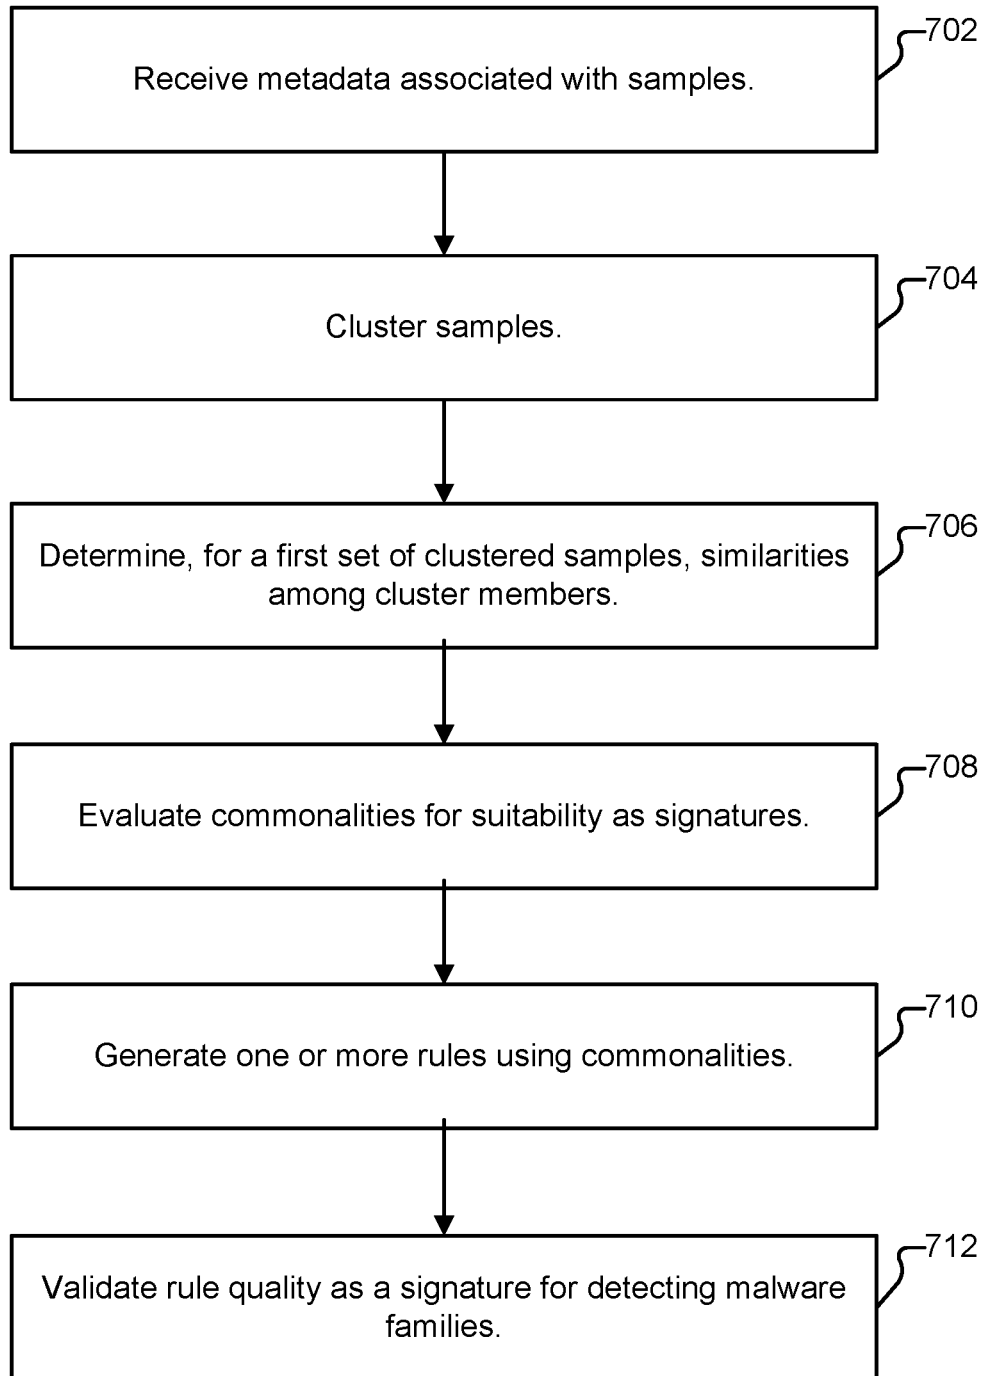 702
Receive metadata associated with samples.
704
Cluster samples.
706
Determine, for a first set of clustered samples, similarities
among cluster members.
708
Evaluate commonalities for suitability as signatures.
710
Generate one or more rules using commonalities.
712
Validate rule quality as a signature for detecting malware
families.